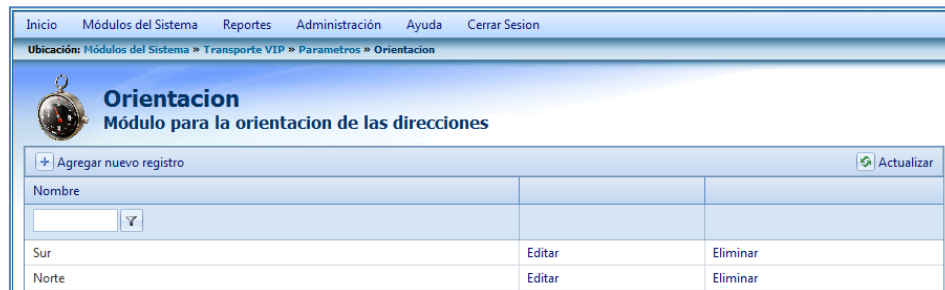 Inicio Módulos del Sistema Reportes Administración Ayuda Cerrar Sesion
Ubicación: Módulos del Sistema » Transporte VIP » Parametros » Orientacion
Orientacion
Módulo para la orientacion de las direcciones
Agregar nuevo registro Actualizar
Nombre
Sur Editar Eliminar
Norte Editar Eliminar